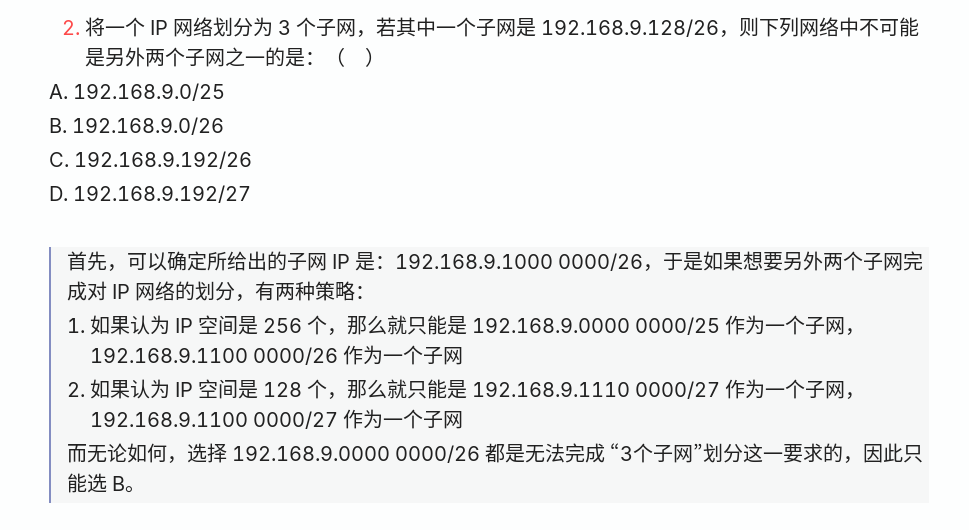 2. 将一个 IP 网络划分为 3 个子网，若其中一个子网是 192.168.9.128/26，则下列网络中不可能
是另外两个子网之一的是：（　）
A. 192.168.9.0/25
B. 192.168.9.0/26
C. 192.168.9.192/26
D. 192.168.9.192/27
首先，可以确定所给出的子网 IP 是：192.168.9.1000 0000/26，于是如果想要另外两个子网完
成对 IP 网络的划分，有两种策略：
1. 如果认为 IP 空间是 256 个，那么就只能是 192.168.9.0000 0000/25 作为一个子网，
192.168.9.1100 0000/26 作为一个子网
2. 如果认为 IP 空间是 128 个，那么就只能是 192.168.9.1110 0000/27 作为一个子网，
192.168.9.1100 0000/27 作为一个子网
而无论如何，选择 192.168.9.0000 0000/26 都是无法完成 “3个子网”划分这一要求的，因此只
能选 B。